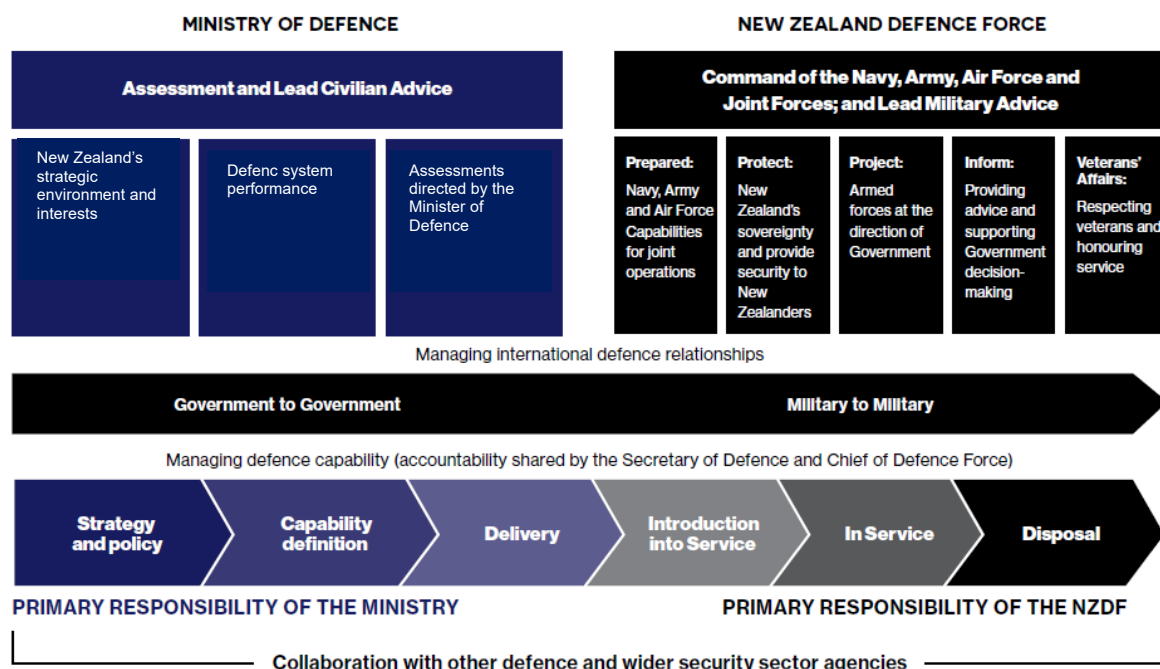 MINISTRY OF DEFENCE
NEW ZEALAND DEFENCE FORCE
Assessment and Lead Civilian Advice
Command of the Navy, Army, Air Force and
Joint Forces; and Lead Military Advice
New Zealand's
strategic
environment and
interests
Defenc system
performance
Assessments
directed by the
Minister of
Defence
Prepared:
Navy, Army
and Air Force
Capabilities
for joint
operations
Protect:
New
Zealand's
sovereignty
and provide
security to
New
Zealanders
Project:
Armed
forces at the
direction of
Government
Inform:
Providing
advice and
supporting
Government
decision-
making
Veterans'
Affairs:
Respecting
veterans and
honouring
service
Managing international defence relationships
Government to Government
Military to Military
Managing defence capability (accountability shared by the Secretary of Defence and Chief of Defence Force)
Strategy
and policy
Capability
definition
Delivery
Introduction
into Service
In Service
Disposal
PRIMARY RESPONSIBILITY OF THE MINISTRY
PRIMARY RESPONSIBILITY OF THE NZDF
Collaboration with other defence and wider security sector agencies